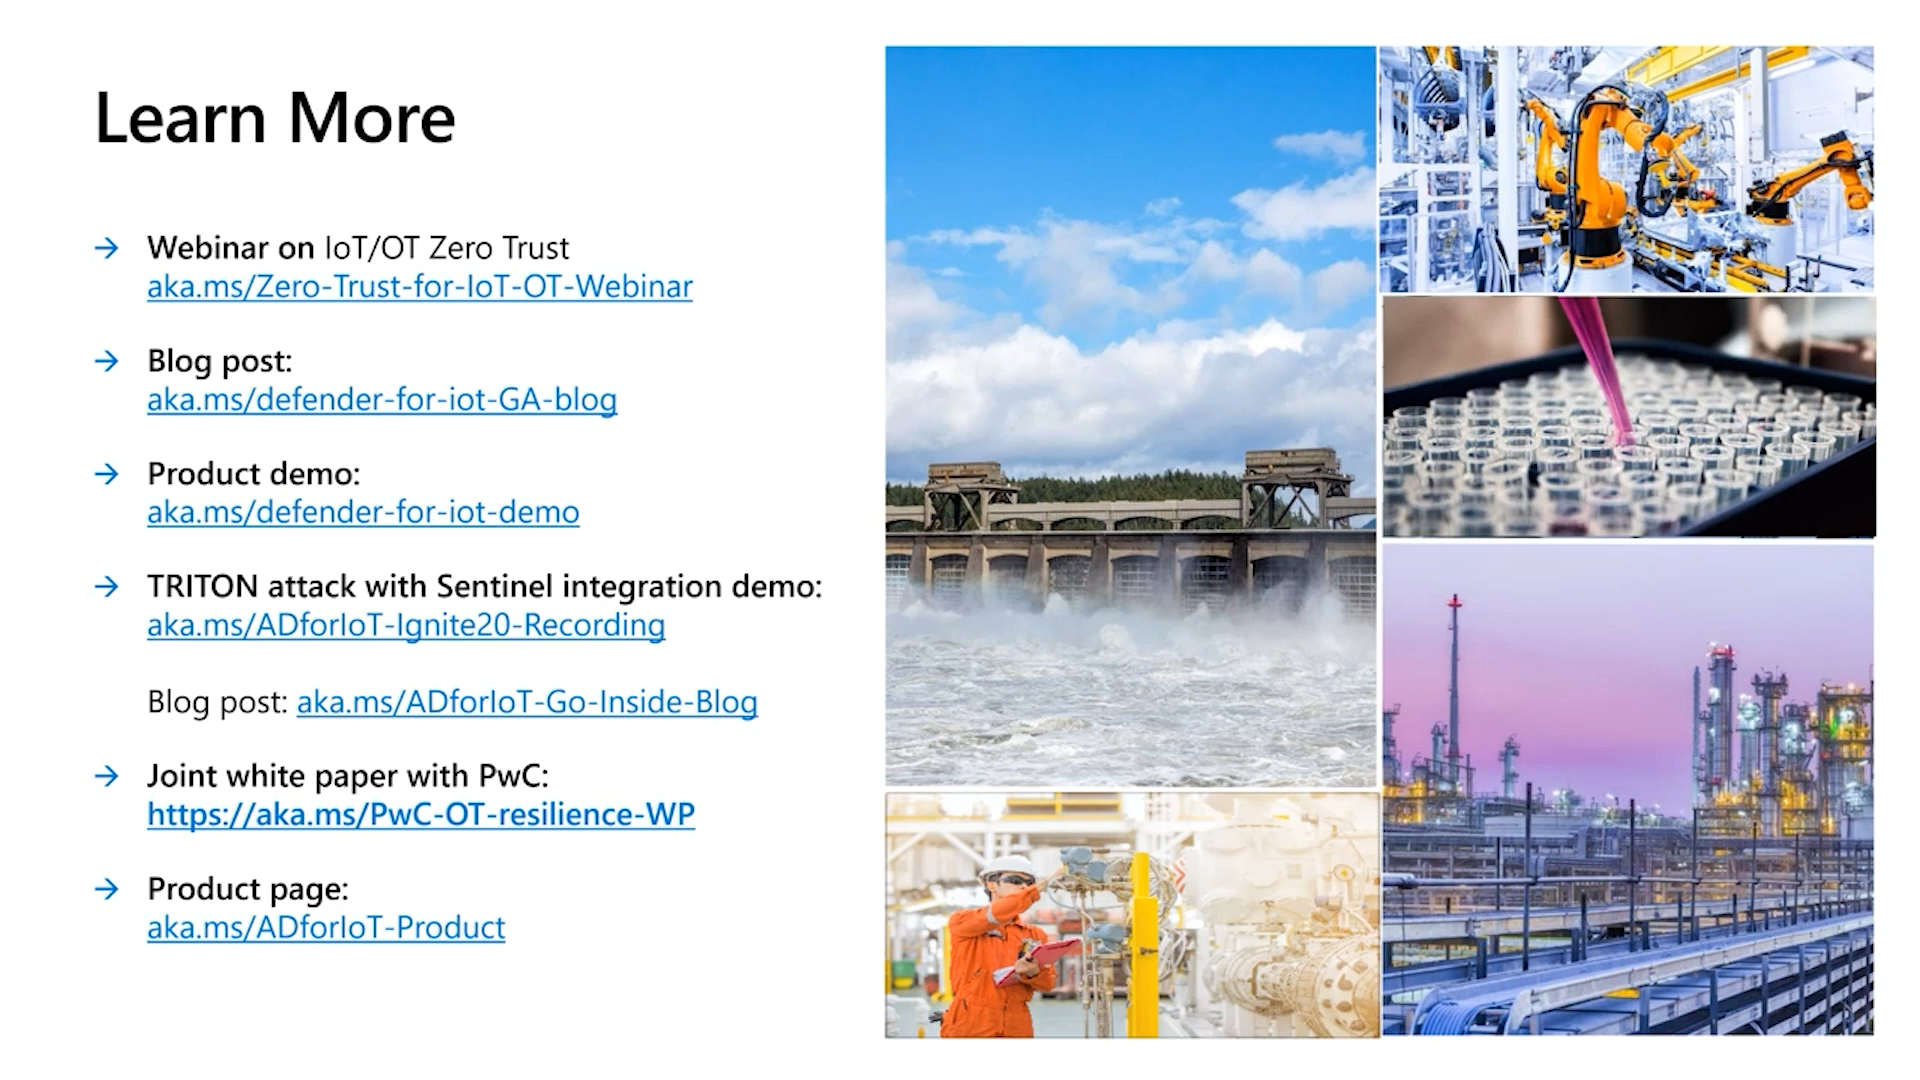 Learn More
→ Webinar on IoT/OT Zero Trust
aka.ms/Zero-Trust-for-IoT-OT-Webinar
→ Blog post:
aka.ms/defender-for-iot-GA-blog
→ Product demo:
aka.ms/defender-for-iot-demo
→ TRITON attack with Sentinel integration demo:
aka.ms/ADforIoT-Ignite20-Recording
Blog post: aka.ms/ADforIoT-Go-Inside-Blog
→ Joint white paper with PwC:
https://aka.ms/PwC-OT-resilience-WP
→ Product page:
aka.ms/ADforIoT-Product